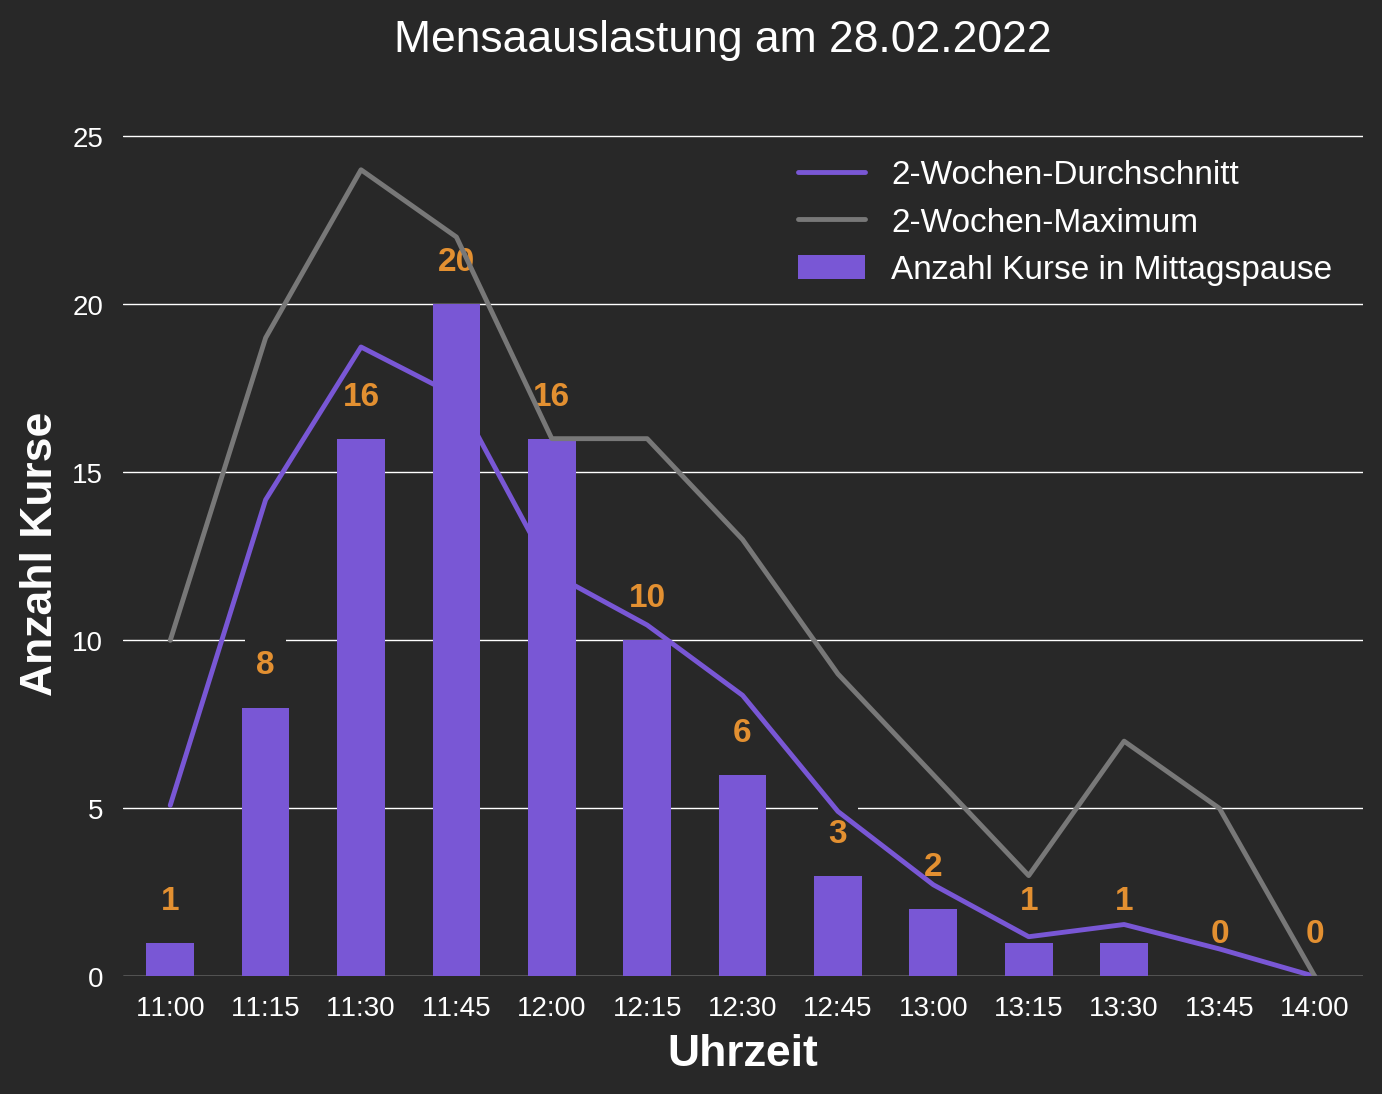 Mensaauslastung am 28.02.2022
25
20
15
10
5
0
Anzahl Kurse
2-Wochen-Durchschnitt
2-Wochen-Maximum
Anzahl Kurse in Mittagspause
1 8 16 20 16 10 6 3 2 1 1 0 0
11:00 11:15 11:30 11:45 12:00 12:15 12:30 12:45 13:00 13:15 13:30 13:45 14:00
Uhrzeit